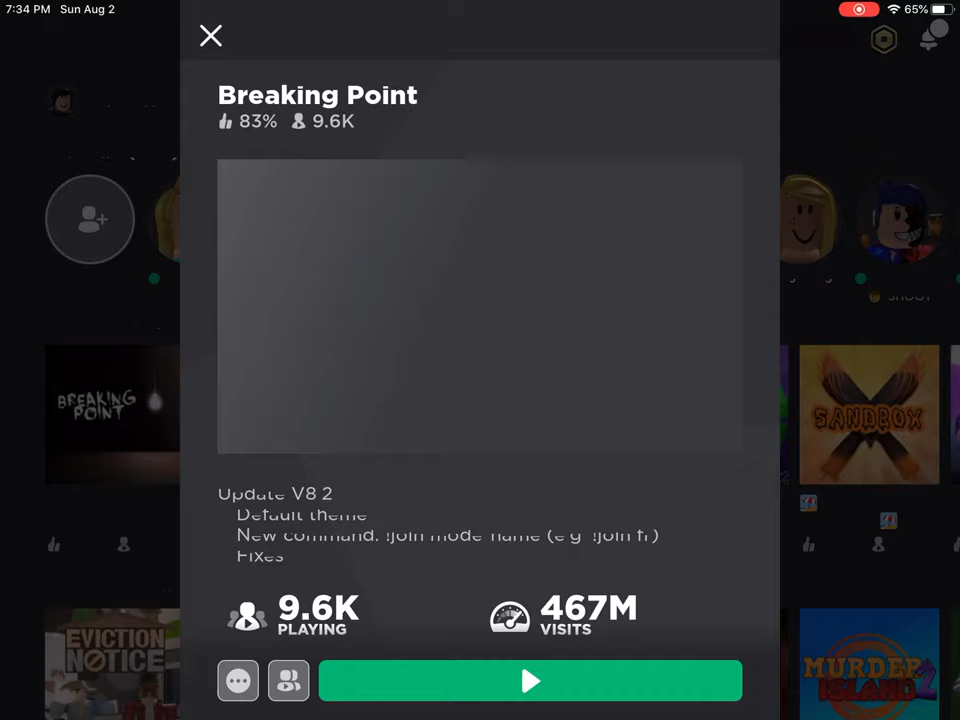 7:34 PM Sun Aug 2
65%
Breaking Point
83% 9.6K
Update V8 2
Default theme
New command. !join mode name (e g !join fr)
Fixes
9.6K
PLAYING
467M
VISITS
BREAKING
POINT
SANDBOX
EVICTION
NOTICE
MURDER
ISLAND 2